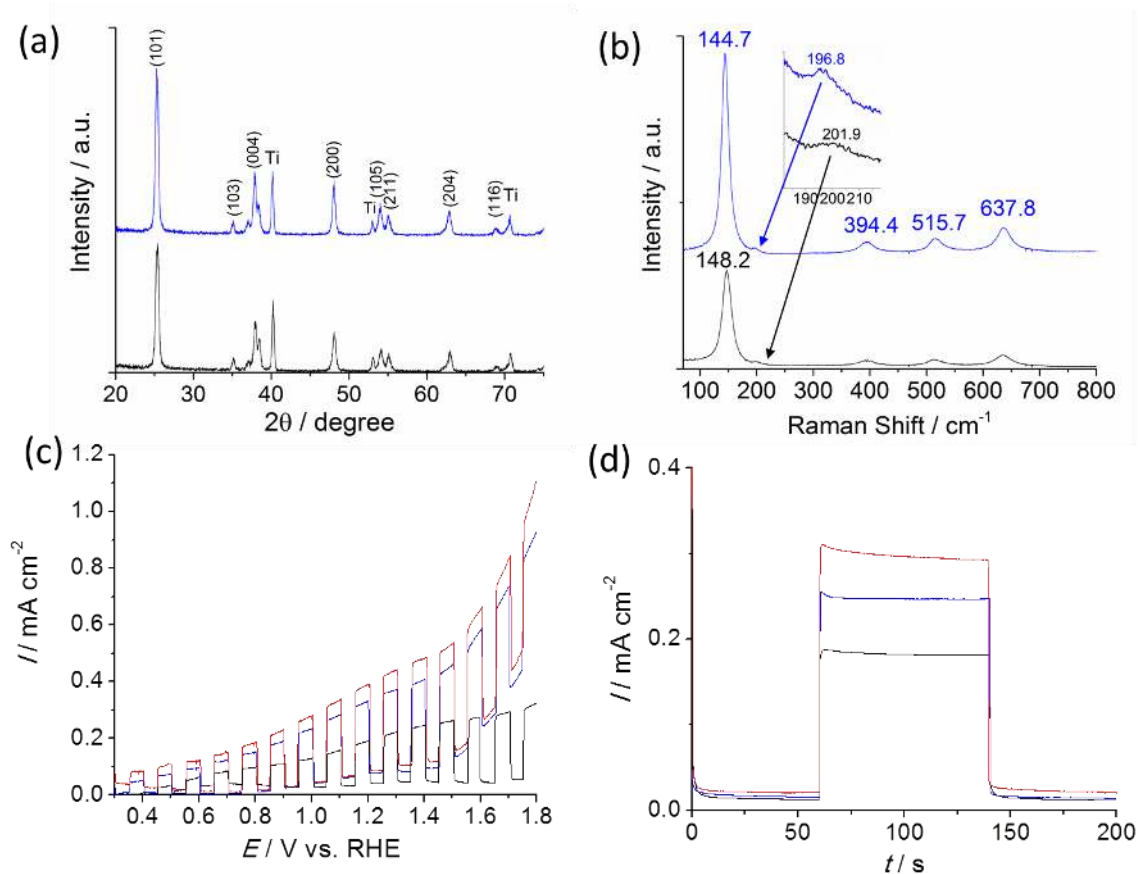 (a)
Intensity / a.u.
(101)
(103)
(004)
Ti
(200)
Ti
(105)
(211)
(204)
(116)
Ti
20 30 40 50 60 70
2θ / degree
(b)
Intensity / a.u.
144.7
196.8
201.9
190200210
394.4
515.7
637.8
148.2
100 200 300 400 500 600 700 800
Raman Shift / cm⁻¹
(c)
I / mA cm⁻²
1.2
1.0
0.8
0.6
0.4
0.2
0.0
0.4 0.6 0.8 1.0 1.2 1.4 1.6 1.8
E / V vs. RHE
(d)
I / mA cm⁻²
0.4
0.2
0.0
0 50 100 150 200
t / s